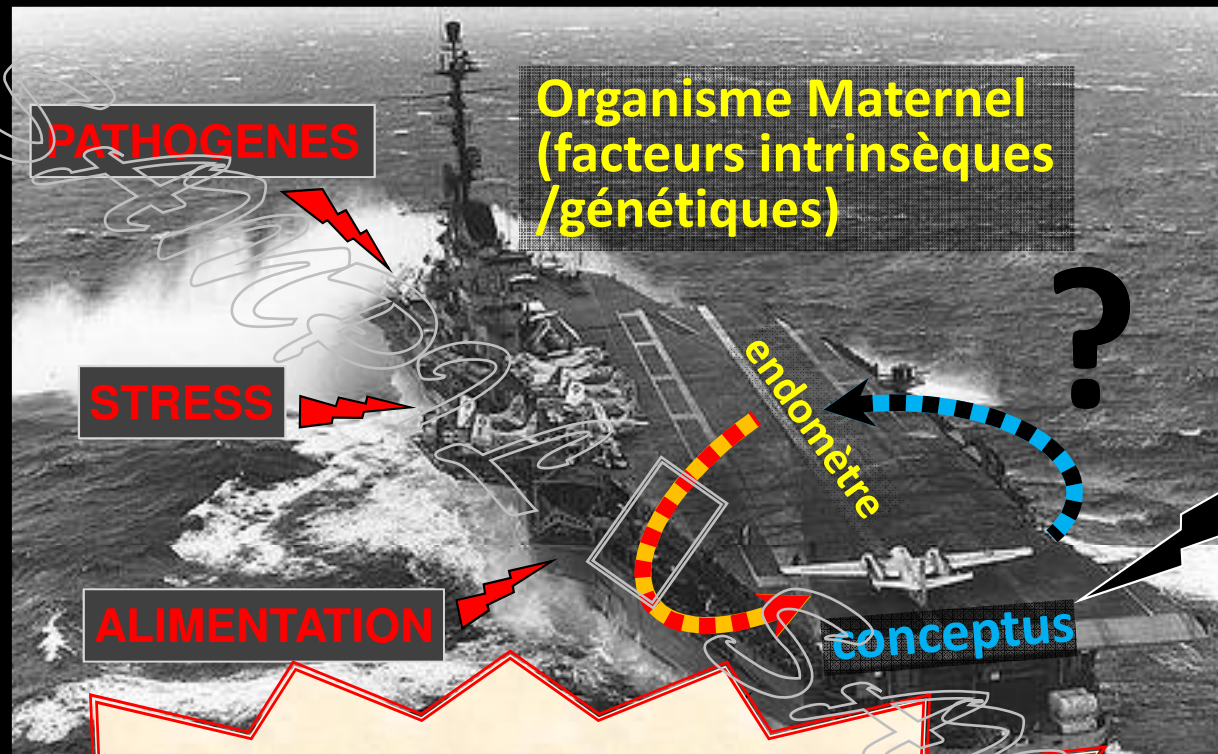 Organisme Maternel
(facteurs intrinsèques
/génétiques)
PATHOGENES
?
endomètre
STRESS
ALIMENTATION
conceptus